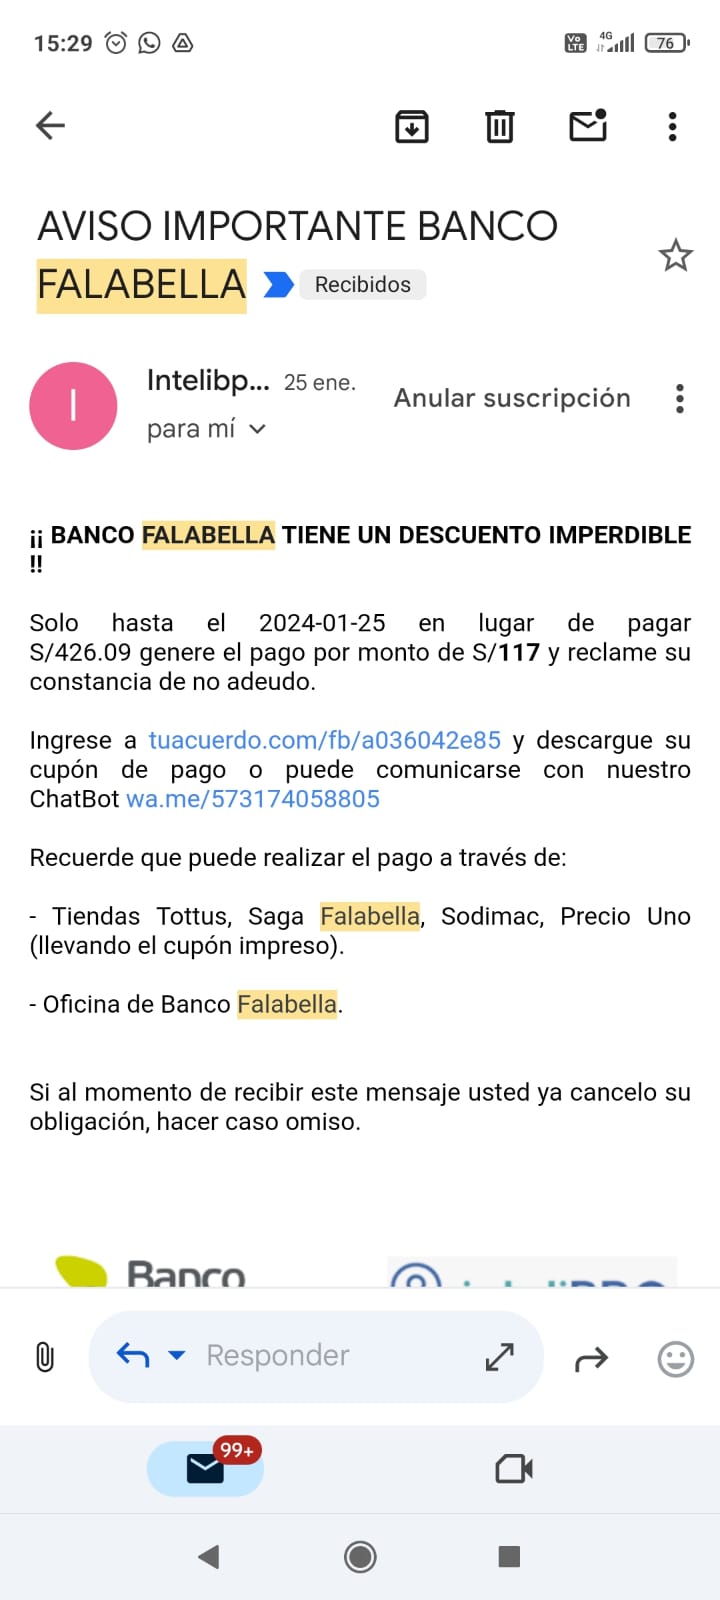 15:29
Vo LTE 4G 76
AVISO IMPORTANTE BANCO
FALABELLA Recibidos
I
Intelibp... 25 ene. Anular suscripción
para mí
¡¡ BANCO FALABELLA TIENE UN DESCUENTO IMPERDIBLE
!!
Solo hasta el 2024-01-25 en lugar de pagar
S/426.09 genere el pago por monto de S/117 y reclame su
constancia de no adeudo.
Ingrese a tuacuerdo.com/fb/a036042e85 y descargue su
cupón de pago o puede comunicarse con nuestro
ChatBot wa.me/573174058805
Recuerde que puede realizar el pago a través de:
- Tiendas Tottus, Saga Falabella, Sodimac, Precio Uno
(llevando el cupón impreso).
- Oficina de Banco Falabella.
Si al momento de recibir este mensaje usted ya cancelo su
obligación, hacer caso omiso.
Banco
Responder
99+